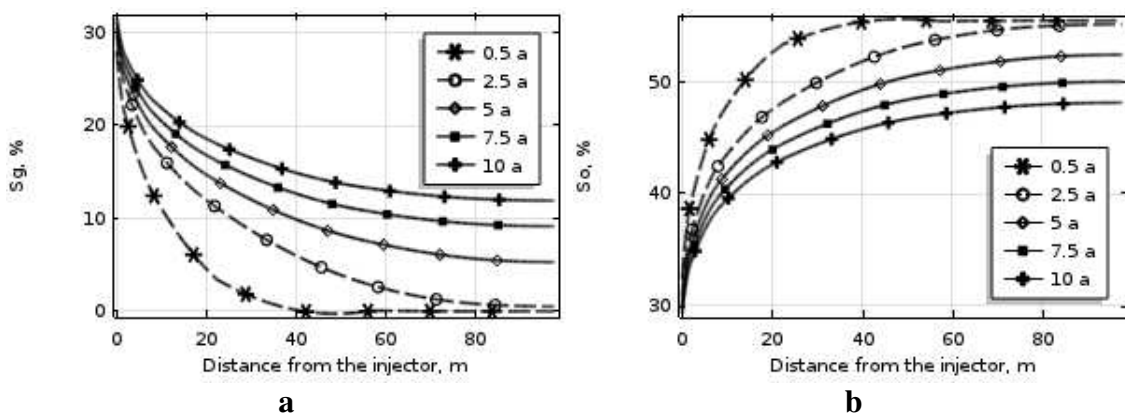 30
20
10
0
Sg, %
0.5 a
2.5 a
5 a
7.5 a
10 a
0 20 40 60 80
Distance from the injector, m
a
50
40
30
So, %
0.5 a
2.5 a
5 a
7.5 a
10 a
0 20 40 60 80
Distance from the injector, m
b